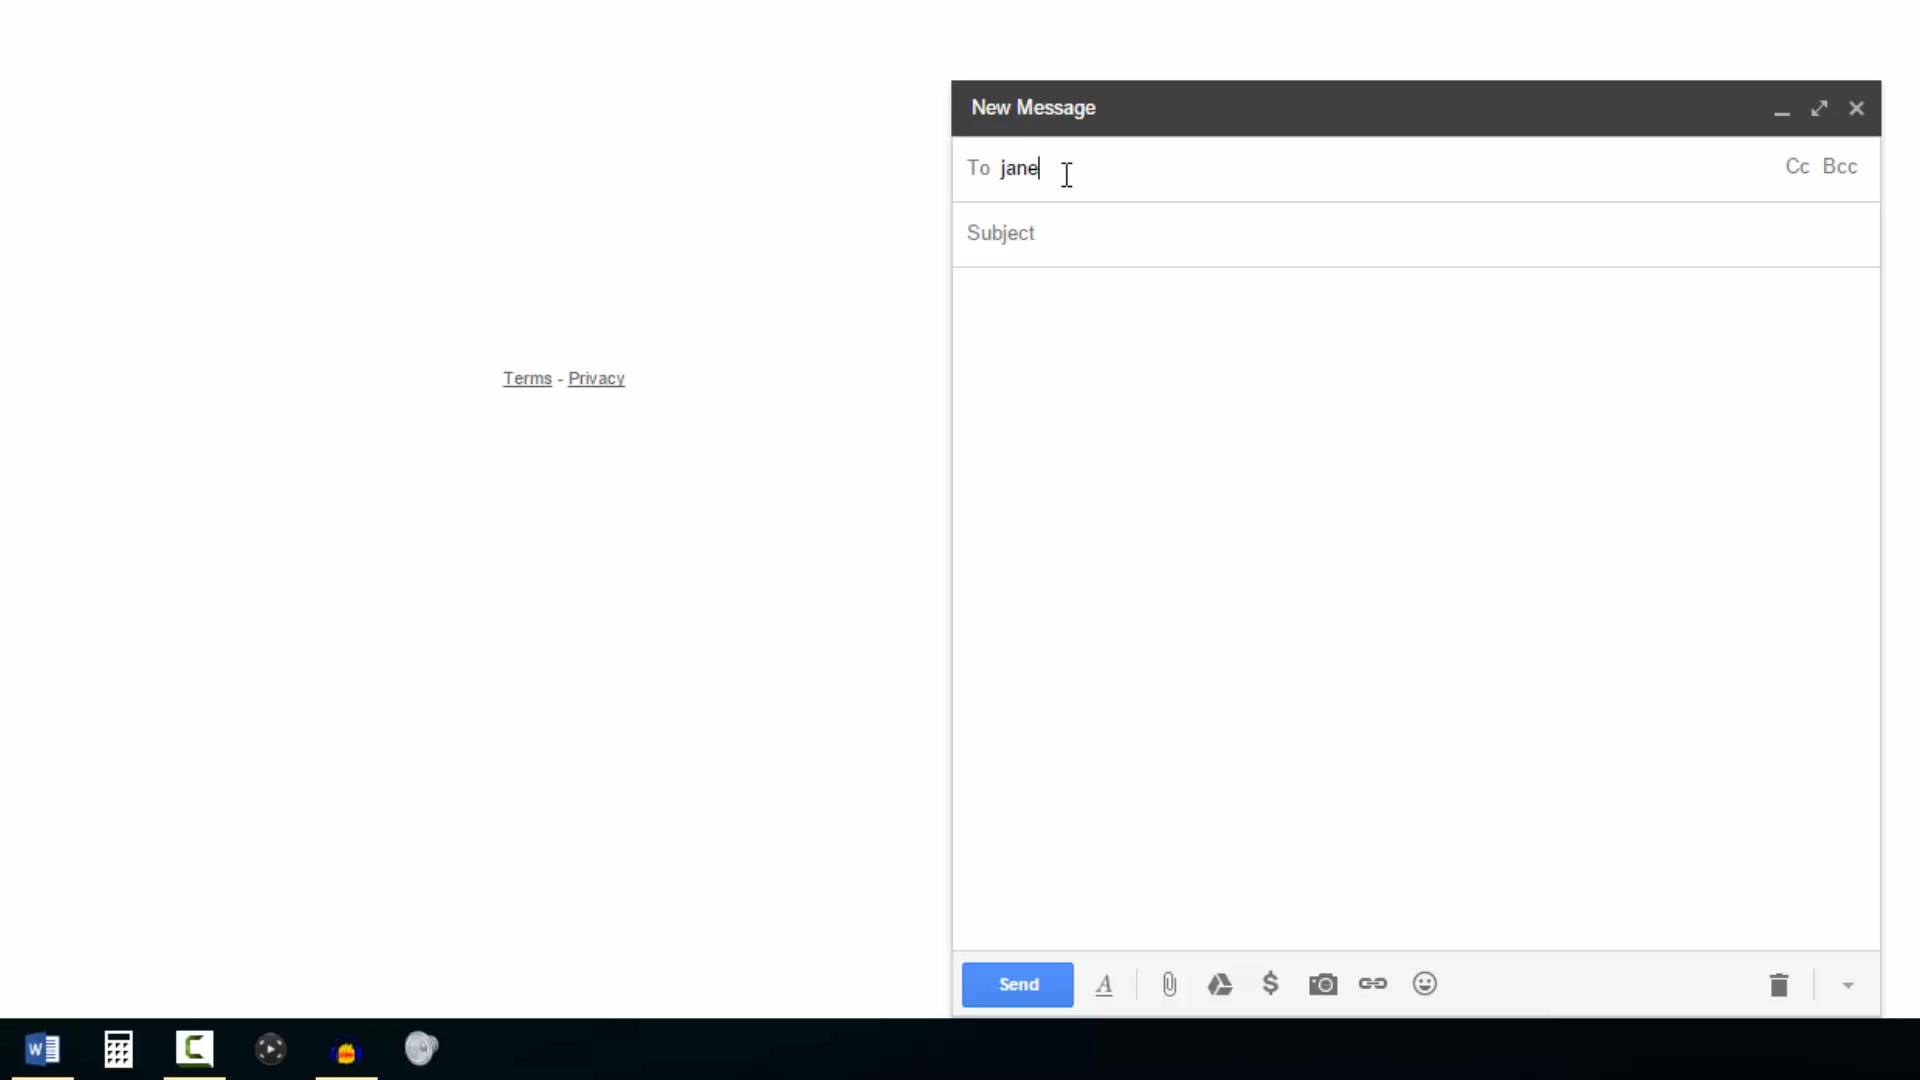 New Message
To jane
Cc Bcc
Subject
Terms - Privacy
Send